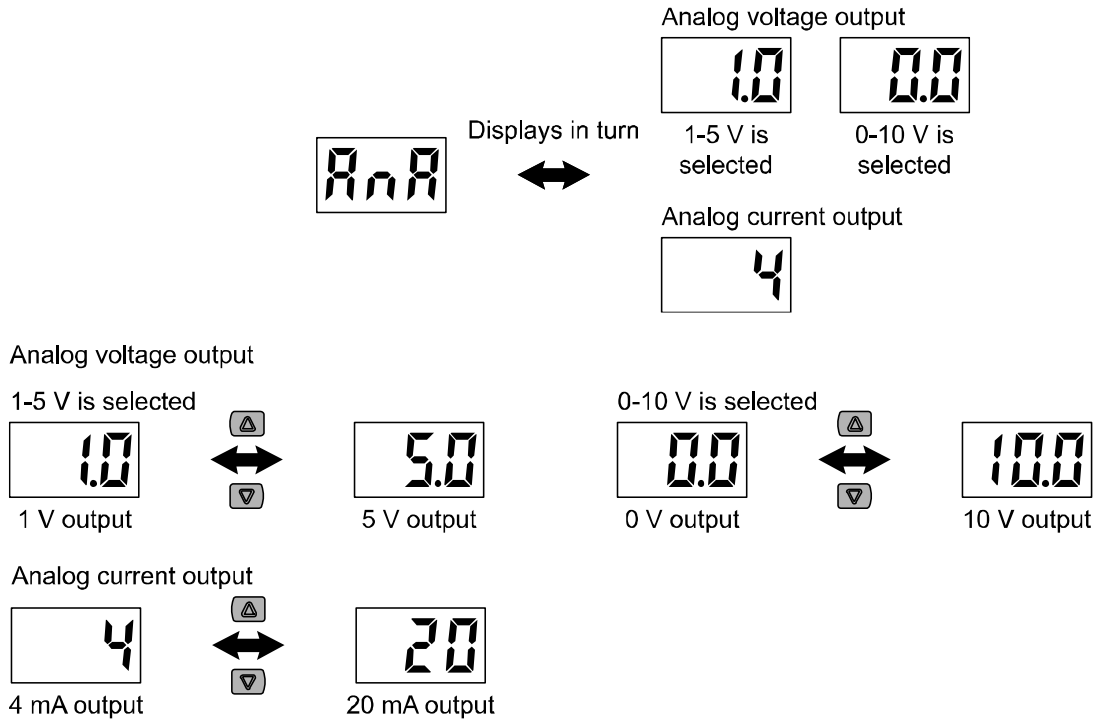 Analog voltage output
1.0
0.0
1-5 V is
selected
0-10 V is
selected
Displays in turn
AnA
Analog current output
4
Analog voltage output
1-5 V is selected
1.0
5.0
1 V output
5 V output
0-10 V is selected
0.0
10.0
0 V output
10 V output
Analog current output
4
20
4 mA output
20 mA output